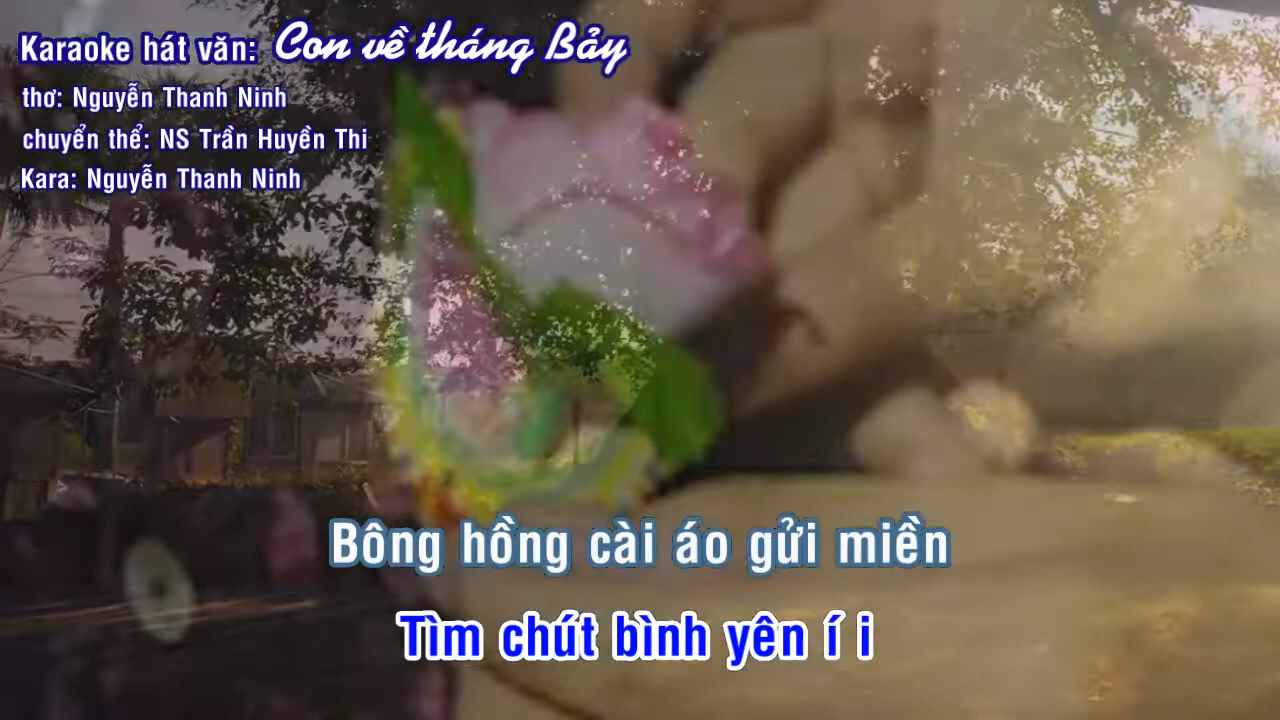 Karaoke hát văn: Con về tháng Bảy
thơ: Nguyễn Thanh Ninh
chuyển thể: NS Trần Huyền Thi
Kara: Nguyễn Thanh Ninh
Bông hồng cài áo gửi miền
Tìm chút bình yên í i